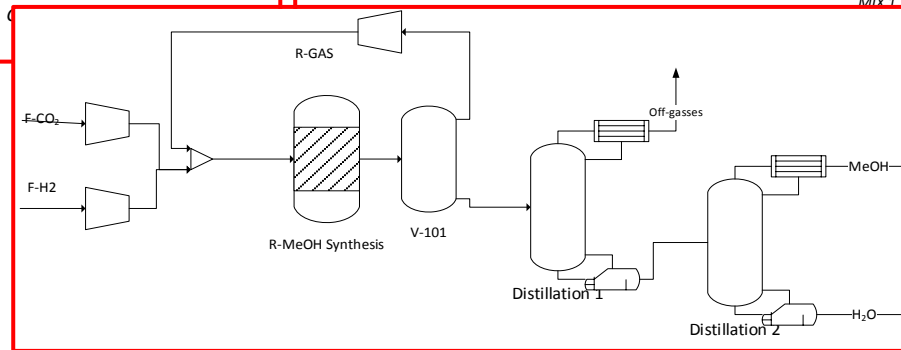 R-GAS
F-CO₂
Off-gasses
F-H2
MeOH
R-MeOH Synthesis
V-101
Distillation 1
H₂O
Distillation 2